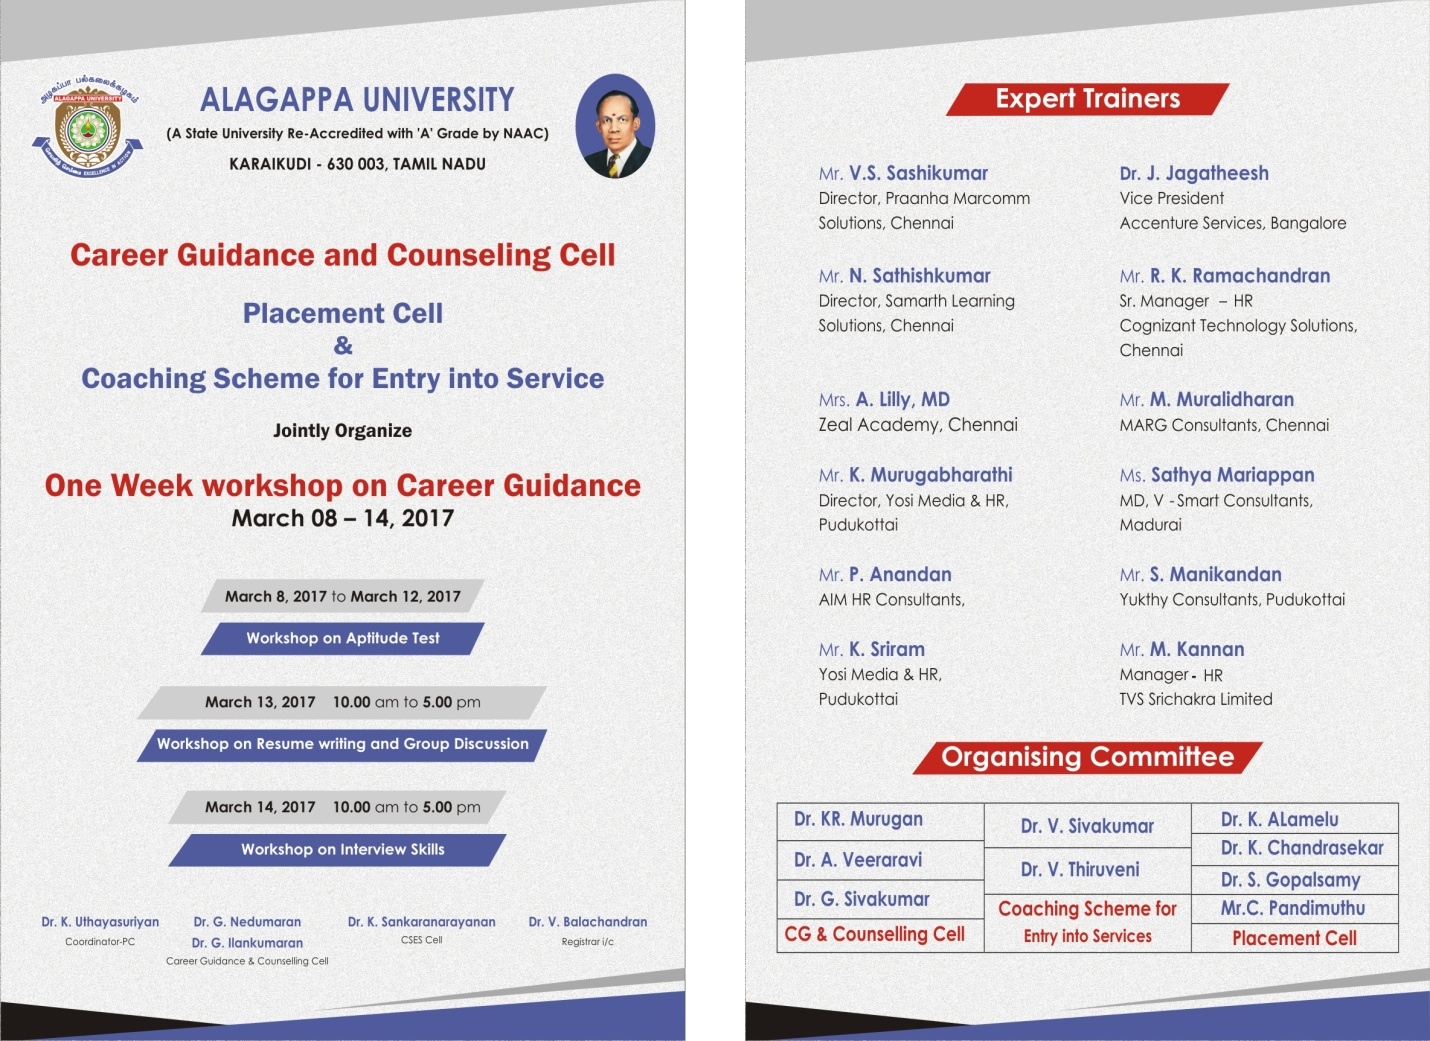 அழகப்பா பல்கலைக்கழகம்
ALAGAPPA UNIVERSITY
EXCELLENCE IN ACTION
ALAGAPPA UNIVERSITY
(A State University Re-Accredited with 'A' Grade by NAAC)
KARAIKUDI - 630 003, TAMIL NADU
Career Guidance and Counseling Cell
Placement Cell
&
Coaching Scheme for Entry into Service
Jointly Organize
One Week workshop on Career Guidance
March 08 – 14, 2017
March 8, 2017 to March 12, 2017
Workshop on Aptitude Test
March 13, 2017 10.00 am to 5.00 pm
Workshop on Resume writing and Group Discussion
March 14, 2017 10.00 am to 5.00 pm
Workshop on Interview Skills
Dr. K. Uthayasuriyan
Coordinator-PC
Dr. G. Nedumaran
Dr. G. Ilankumaran
Career Guidance & Counselling Cell
Dr. K. Sankaranarayanan
CSES Cell
Dr. V. Balachandran
Registrar i/c
Expert Trainers
Mr. V.S. Sashikumar
Director, Praanha Marcomm
Solutions, Chennai
Dr. J. Jagatheesh
Vice President
Accenture Services, Bangalore
Mr. N. Sathishkumar
Director, Samarth Learning
Solutions, Chennai
Mr. R. K. Ramachandran
Sr. Manager – HR
Cognizant Technology Solutions,
Chennai
Mrs. A. Lilly, MD
Zeal Academy, Chennai
Mr. M. Muralidharan
MARG Consultants, Chennai
Mr. K. Murugabharathi
Director, Yosi Media & HR,
Pudukottai
Ms. Sathya Mariappan
MD, V - Smart Consultants,
Madurai
Mr. P. Anandan
AIM HR Consultants,
Mr. S. Manikandan
Yukthy Consultants, Pudukottai
Mr. K. Sriram
Yosi Media & HR,
Pudukottai
Mr. M. Kannan
Manager - HR
TVS Srichakra Limited
Organising Committee
Dr. KR. Murugan
Dr. A. Veeraravi
Dr. G. Sivakumar
CG & Counselling Cell
Dr. V. Sivakumar
Dr. V. Thiruveni
Coaching Scheme for
Entry into Services
Dr. K. ALamelu
Dr. K. Chandrasekar
Dr. S. Gopalsamy
Mr.C. Pandimuthu
Placement Cell